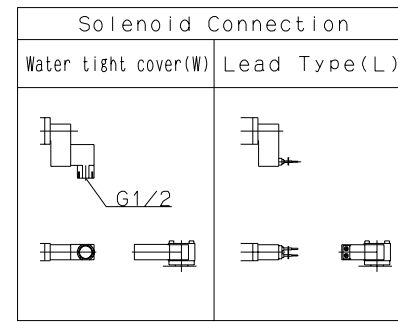 Solenoid Connection
Water tight cover(W) Lead Type(L)
G1/2